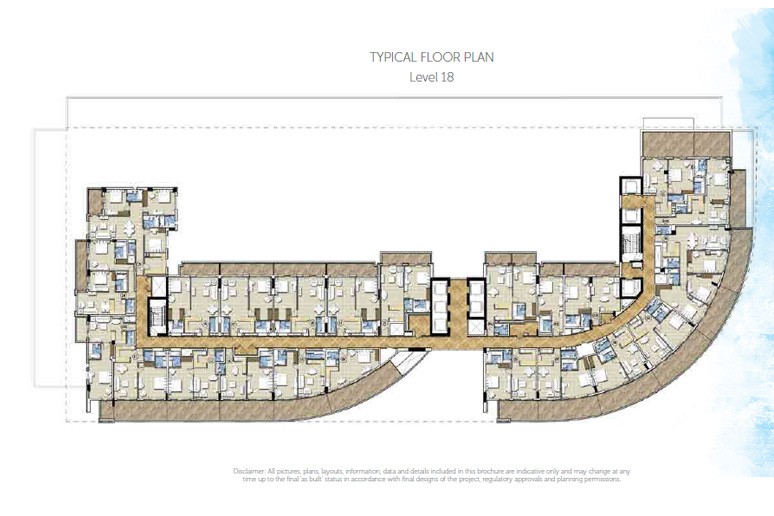 TYPICAL FLOOR PLAN
Level 18
Disclaimer: All pictures, plans, layouts, information, data and details included in this brochure are indicative only and may change at any
time up to the final 'as built' status in accordance with final designs of the project, regulatory approvals and planning permissions.